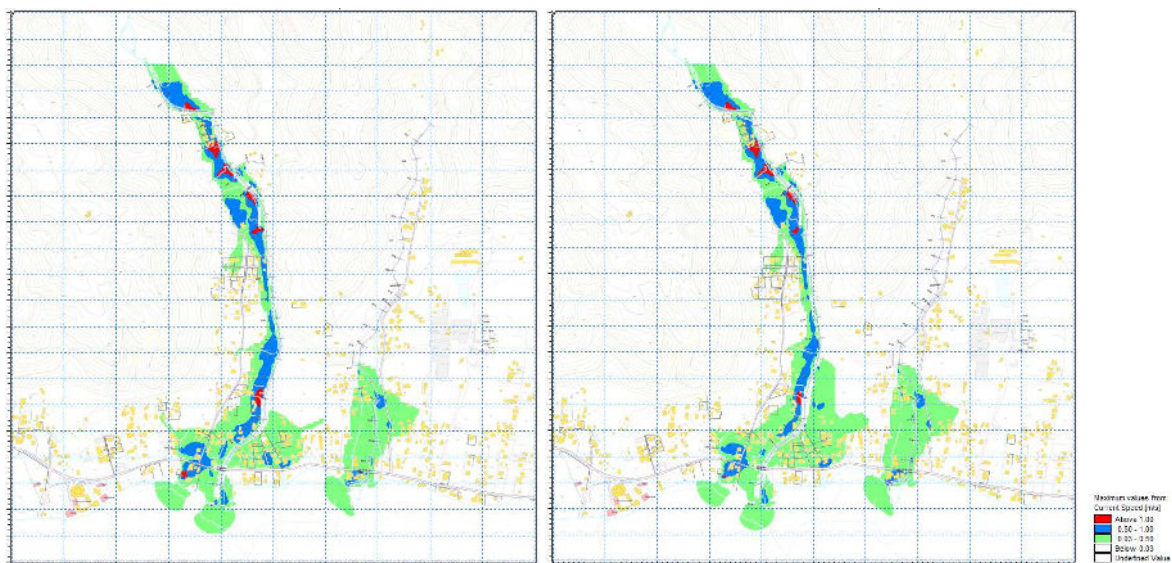 Maximum values from
Current Speed [m/s]
Above 1.00
0.50 - 1.00
0.03 - 0.50
Below 0.03
Undefined Value